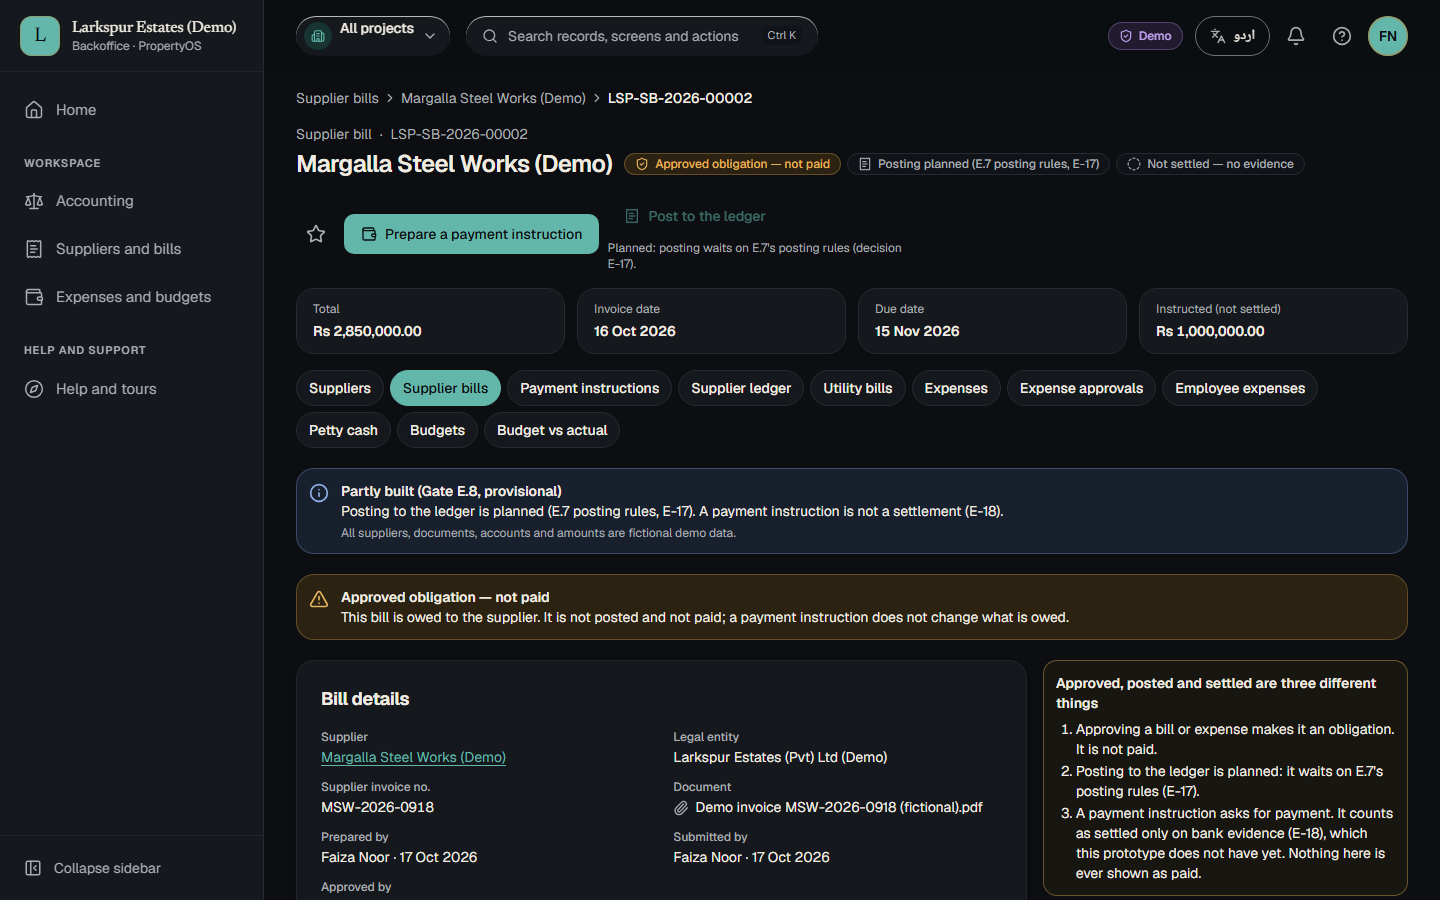 L
Larkspur Estates (Demo)
Backoffice · PropertyOS
All projects
Search records, screens and actions
Ctrl K
Demo
اردو
FN
Home
WORKSPACE
Accounting
Suppliers and bills
Expenses and budgets
HELP AND SUPPORT
Help and tours
Collapse sidebar
Supplier bills > Margalla Steel Works (Demo) > LSP-SB-2026-00002
Supplier bill · LSP-SB-2026-00002
Margalla Steel Works (Demo)
Approved obligation — not paid
Posting planned (E.7 posting rules, E-17)
Not settled — no evidence
Prepare a payment instruction
Post to the ledger
Planned: posting waits on E.7's posting rules (decision
E-17).
Total
Rs 2,850,000.00
Invoice date
16 Oct 2026
Due date
15 Nov 2026
Instructed (not settled)
Rs 1,000,000.00
Suppliers
Supplier bills
Payment instructions
Supplier ledger
Utility bills
Expenses
Expense approvals
Employee expenses
Petty cash
Budgets
Budget vs actual
Partly built (Gate E.8, provisional)
Posting to the ledger is planned (E.7 posting rules, E-17). A payment instruction is not a settlement (E-18).
All suppliers, documents, accounts and amounts are fictional demo data.
Approved obligation — not paid
This bill is owed to the supplier. It is not posted and not paid; a payment instruction does not change what is owed.
Bill details
Supplier
Margalla Steel Works (Demo)
Legal entity
Larkspur Estates (Pvt) Ltd (Demo)
Supplier invoice no.
MSW-2026-0918
Document
Demo invoice MSW-2026-0918 (fictional).pdf
Prepared by
Faiza Noor · 17 Oct 2026
Submitted by
Faiza Noor · 17 Oct 2026
Approved by
Approved, posted and settled are three different
things
1. Approving a bill or expense makes it an obligation.
It is not paid.
2. Posting to the ledger is planned: it waits on E.7's
posting rules (E-17).
3. A payment instruction asks for payment. It counts
as settled only on bank evidence (E-18), which
this prototype does not have yet. Nothing here is
ever shown as paid.